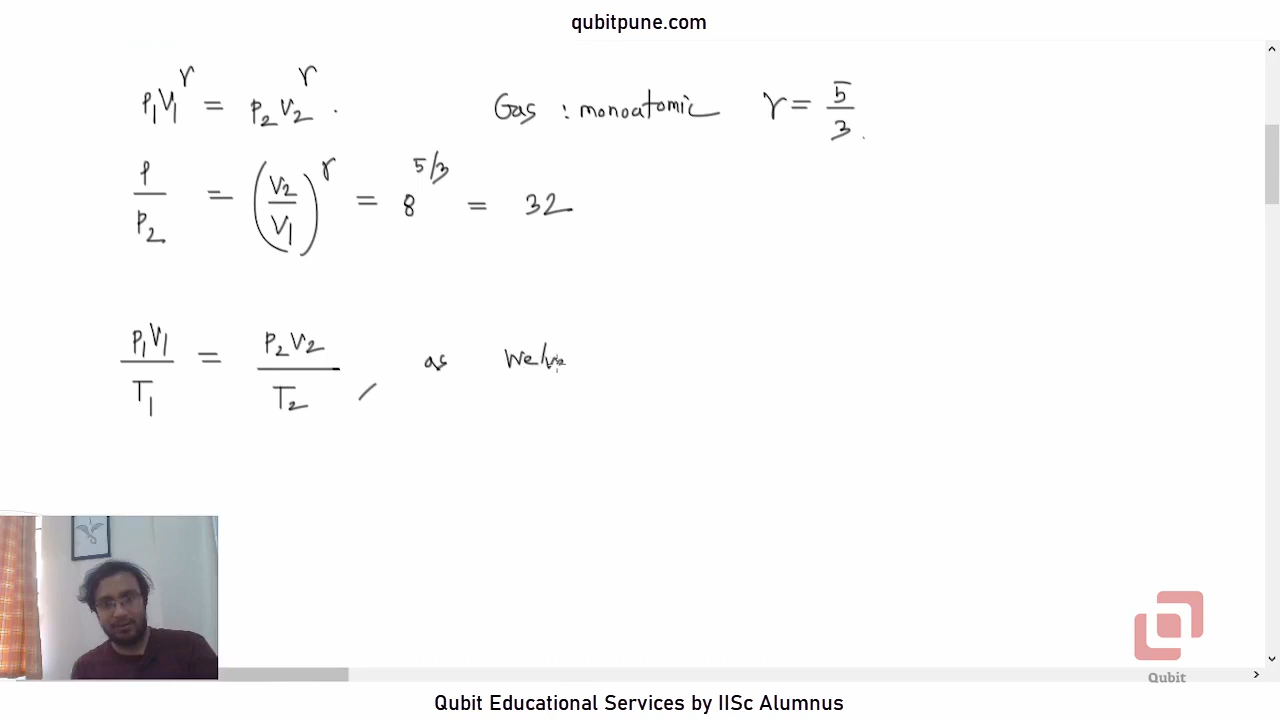 qubitpune.com
P₁V₁^γ = P₂V₂^γ .
Gas : monoatomic γ = 5/3 .
P/P₂ = (V₂/V₁)^γ = 8^5/3 = 32
P₁V₁/T₁ = P₂V₂/T₂ as
Qubit
Qubit Educational Services by IISc Alumnus